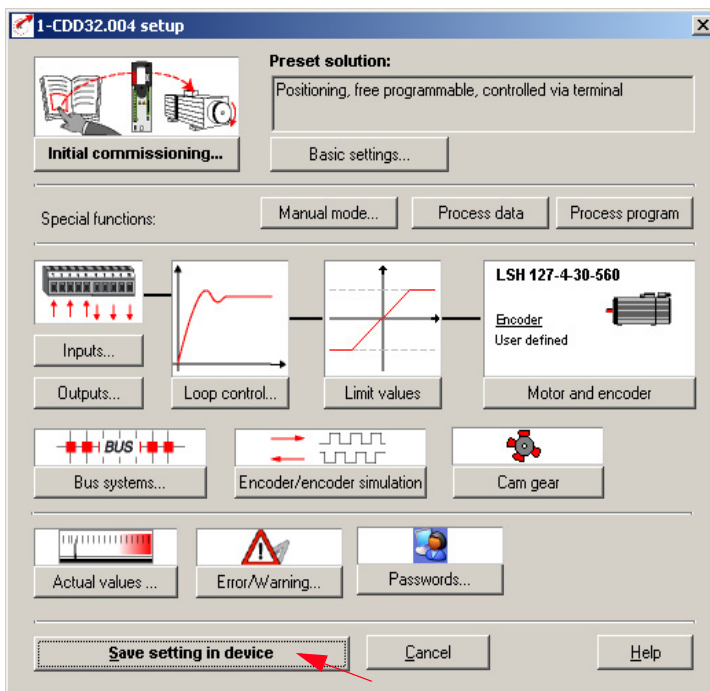 1-CDD32.004 setup
Preset solution:
Positioning, free programmable, controlled via terminal
Initial commissioning...
Basic settings...
Special functions:
Manual mode...
Process data
Process program
LSH 127-4-30-560
Encoder
User defined
Inputs...
Outputs...
Loop control...
Limit values
Motor and encoder
BUS
Bus systems...
Encoder/encoder simulation
Cam gear
Actual values ...
Error/Warning...
Passwords...
Save setting in device
Cancel
Help